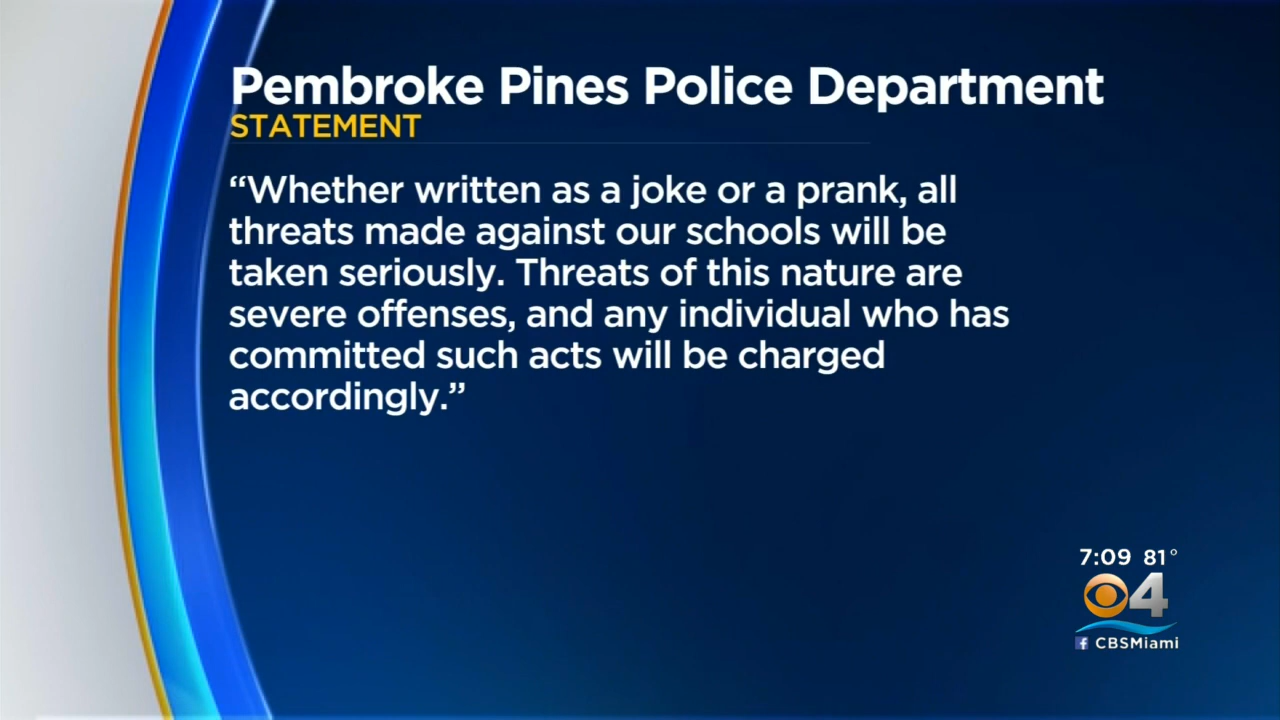 Pembroke Pines Police Department
STATEMENT
“Whether written as a joke or a prank, all
threats made against our schools will be
taken seriously. Threats of this nature are
severe offenses, and any individual who has
committed such acts will be charged
accordingly.”
7:09 81°
4
f CBSMiami